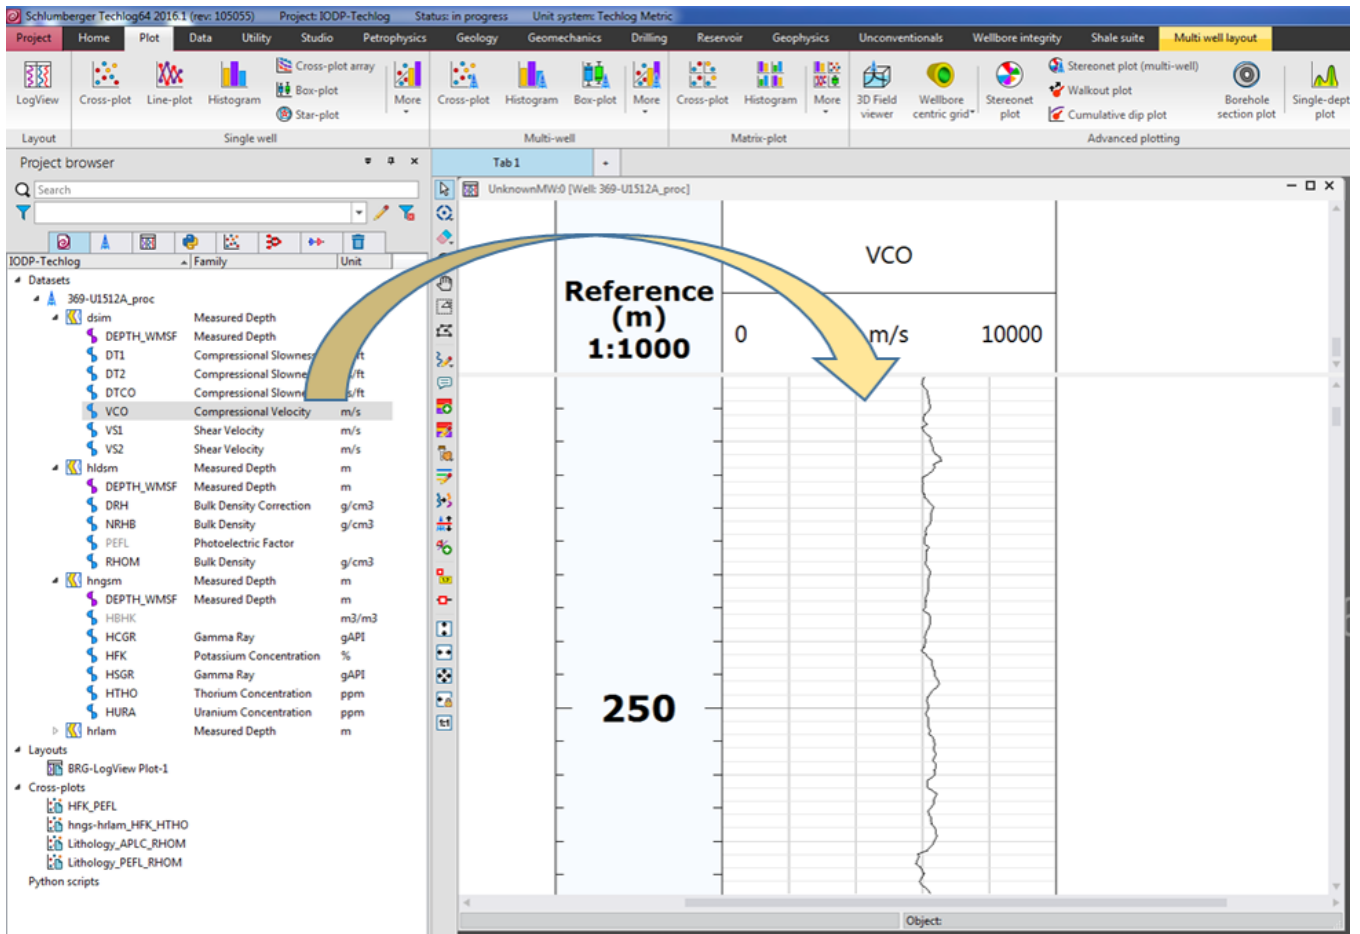 Schlumberger Techlog64 2016.1 (rev: 105055) Project: IODP-Techlog Status: in progress Unit system: Techlog Metric
Project Home Plot Data Utility Studio Petrophysics Geology Geomechanics Drilling Reservoir Geophysics Unconventionals Wellbore integrity Shale suite Multi well layout
LogView Cross-plot Line-plot Histogram Cross-plot array Box-plot Star-plot More Cross-plot Histogram Box-plot More Cross-plot Histogram More 3D Field viewer Wellbore centric grid Stereonet plot Stereonet plot (multi-well) Walkout plot Cumulative dip plot Borehole section plot Single-dept plot
Layout Single well Multi-well Matrix-plot Advanced plotting
Project browser
Search
IODP-Techlog Family Unit
Datasets
369-U1512A_proc
dsim Measured Depth
DEPTH_WMSF Measured Depth
DT1 Compressional Slowness /ft
DT2 Compressional Slowne /ft
DTCO Compressional Slown s/ft
VCO Compressional Velocity m/s
VS1 Shear Velocity m/s
VS2 Shear Velocity m/s
hldsm Measured Depth m
DEPTH_WMSF Measured Depth m
DRH Bulk Density Correction g/cm3
NRHB Bulk Density g/cm3
PEFL Photoelectric Factor
RHOM Bulk Density g/cm3
hngsm Measured Depth m
DEPTH_WMSF Measured Depth m
HBHK m3/m3
HCGR Gamma Ray gAPI
HFK Potassium Concentration %
HSGR Gamma Ray gAPI
HTHO Thorium Concentration ppm
HURA Uranium Concentration ppm
hrlam Measured Depth m
Layouts
BRG-LogView Plot-1
Cross-plots
HFK_PEFL
hngs-hrlam_HFK_HTHO
Lithology_APLC_RHOM
Lithology_PEFL_RHOM
Python scripts
Tab 1
UnknownMW:0 [Well: 369-U1512A_proc]
VCO
Reference
(m)
1:1000
0 m/s 10000
250
Object: